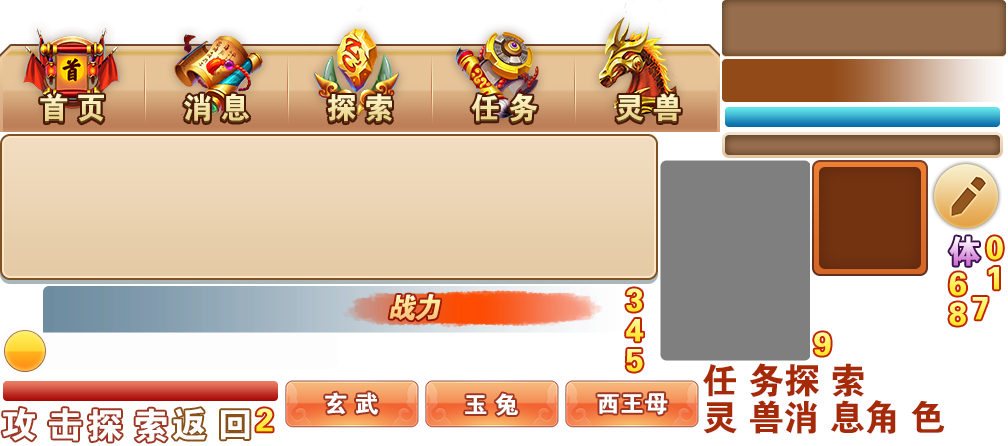 首
首页 消息 探索 任务 灵兽
体 0
6 1
8 7
战力
3
4
5
9
玄武 玉兔 西王母
任务探索
攻击探索返回2
灵兽消息角色